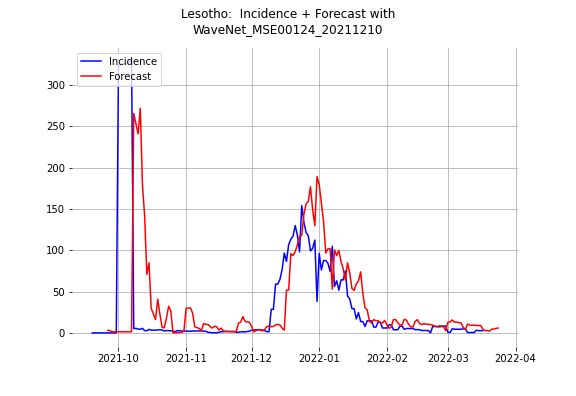 Lesotho:  Incidence + Forecast with
WaveNet_MSE00124_20211210
Incidence
Forecast
300
250
200
150
100
50
0
2021-10 2021-11 2021-12 2022-01 2022-02 2022-03 2022-04